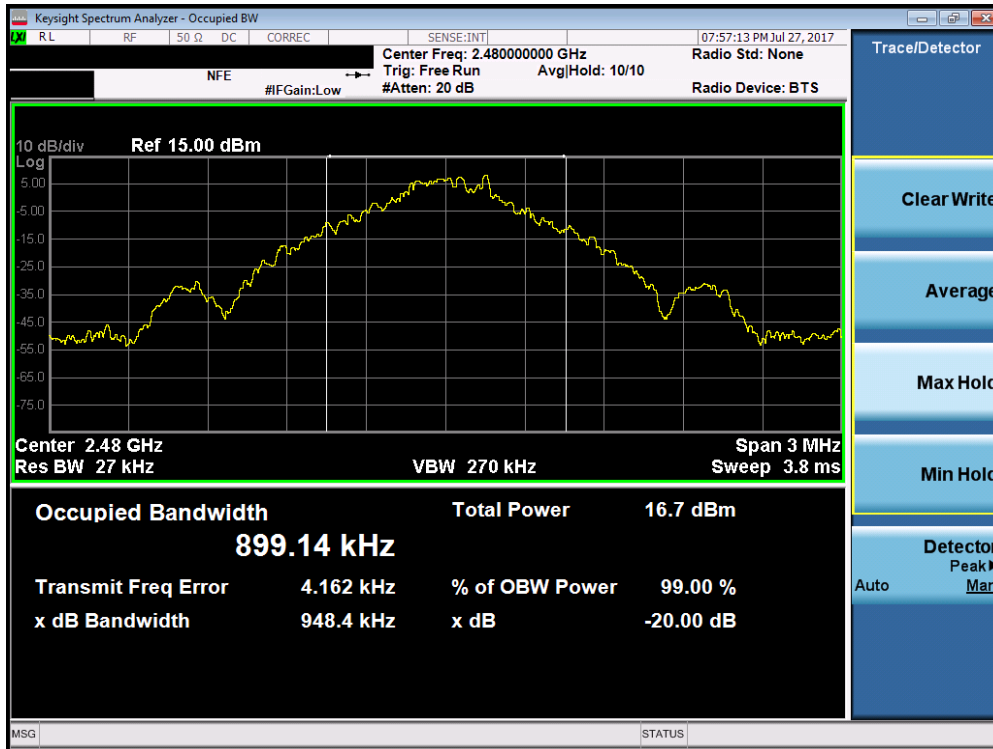 Keysight Spectrum Analyzer - Occupied BW
LXI RL RF 50 Ω DC CORREC SENSE:INT 07:57:13 PM Jul 27, 2017
Center Freq: 2.480000000 GHz Radio Std: None
NFE Trig: Free Run Avg|Hold: 10/10
#IFGain:Low #Atten: 20 dB Radio Device: BTS
Trace/Detector
10 dB/div Ref 15.00 dBm
Log
5.00
-5.00
-15.0
-25.0
-35.0
-45.0
-55.0
-65.0
-75.0
Center 2.48 GHz Span 3 MHz
Res BW 27 kHz VBW 270 kHz Sweep 3.8 ms
Occupied Bandwidth Total Power 16.7 dBm
899.14 kHz
Transmit Freq Error 4.162 kHz % of OBW Power 99.00 %
x dB Bandwidth 948.4 kHz x dB -20.00 dB
Clear Write
Average
Max Hold
Min Hold
Detector
Peak
Auto Man
MSG STATUS